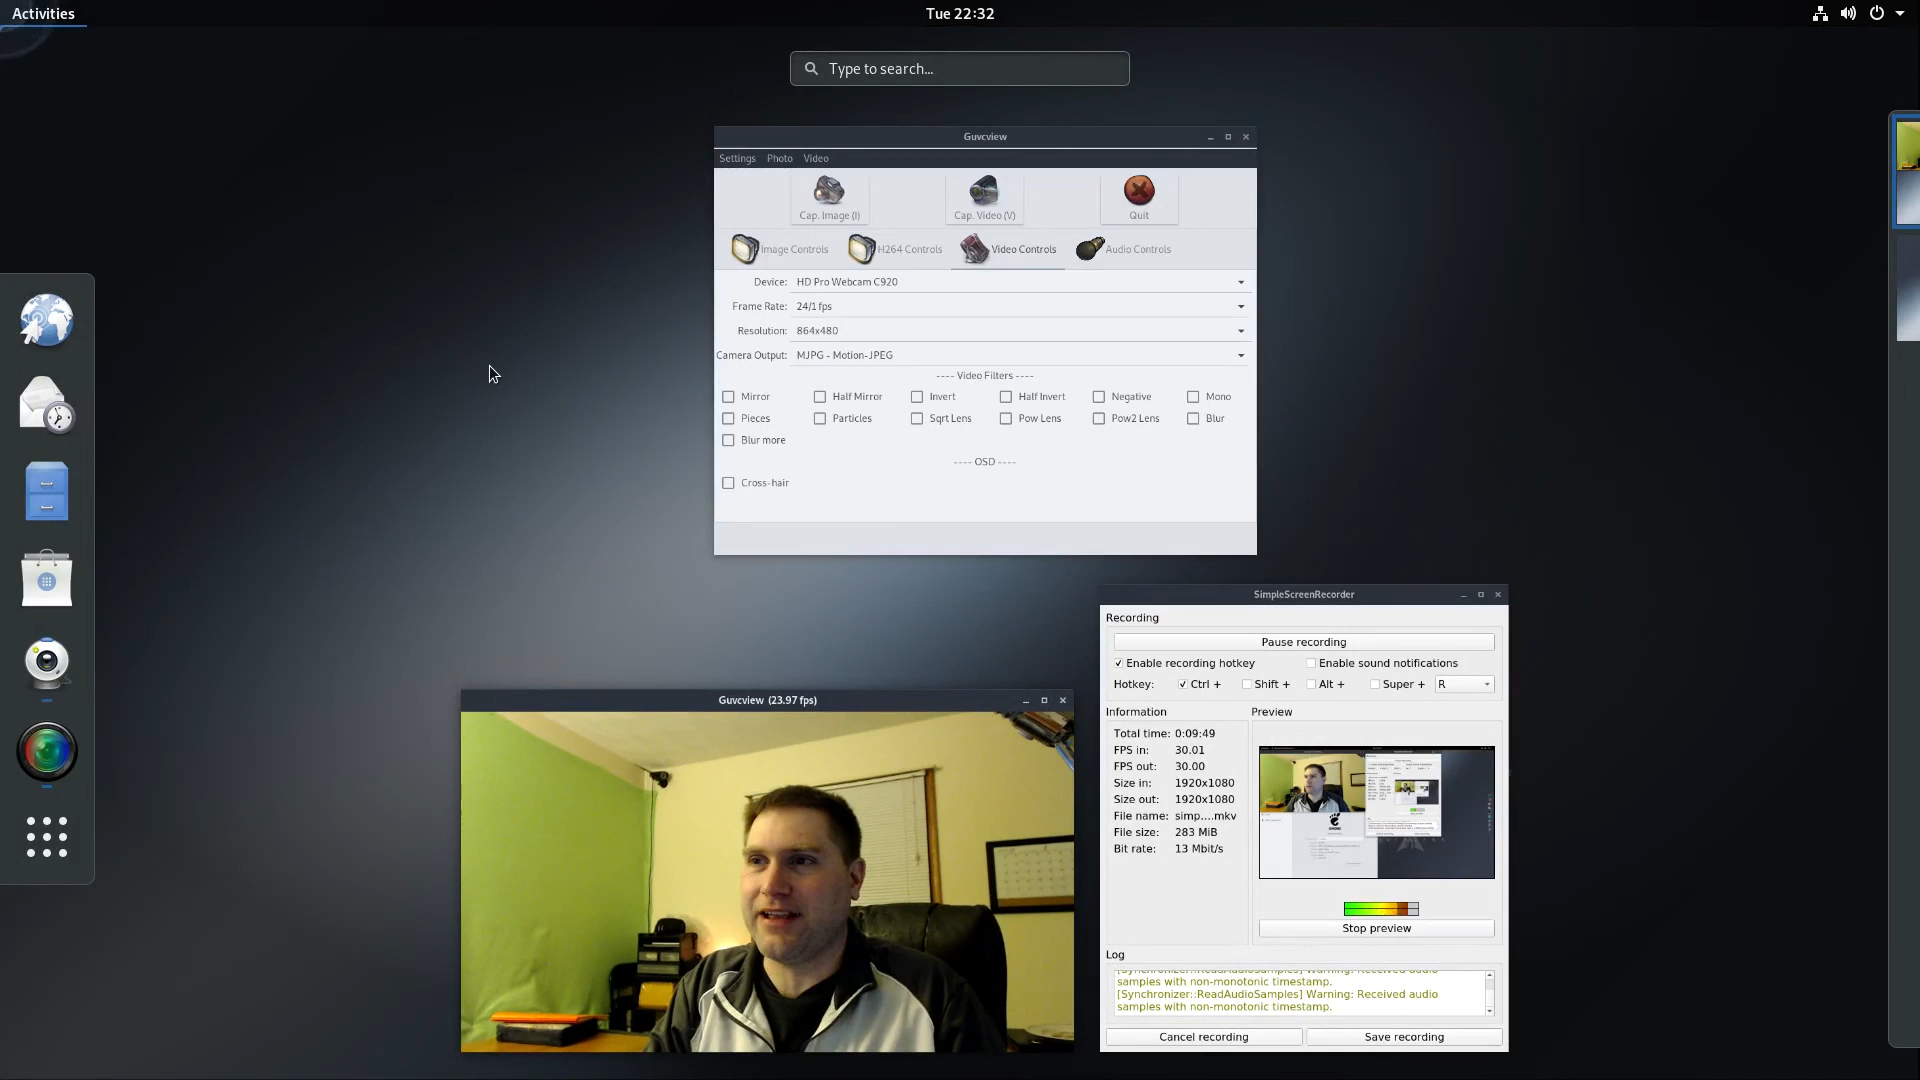 Activities
Tue 22:32
Type to search...
Guvcview
Settings Photo Video
Cap. Image (I) Cap. Video (V) Quit
Image Controls H264 Controls Video Controls Audio Controls
Device: HD Pro Webcam C920
Frame Rate: 24/1 fps
Resolution: 864x480
Camera Output: MJPG - Motion-JPEG
---- Video Filters ----
Mirror Half Mirror Invert Half Invert Negative Mono
Pieces Particles Sqrt Lens Pow Lens Pow2 Lens Blur
Blur more
---- OSD ----
Cross-hair
Guvcview (23.97 fps)
SimpleScreenRecorder
Recording
Pause recording
Enable recording hotkey Enable sound notifications
Hotkey: Ctrl + Shift + Alt + Super + R
Information
Total time: 0:09:49
FPS in: 30.01
FPS out: 30.00
Size in: 1920x1080
Size out: 1920x1080
File name: simp....mkv
File size: 283 MiB
Bit rate: 13 Mbit/s
Preview
Stop preview
Log
[Synchronizer::ReadAudioSamples] Warning: Received audio
samples with non-monotonic timestamp.
[Synchronizer::ReadAudioSamples] Warning: Received audio
samples with non-monotonic timestamp.
Cancel recording Save recording